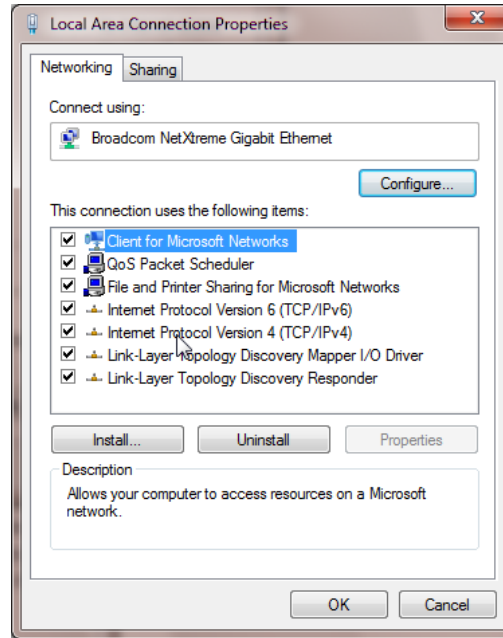 Local Area Connection Properties
Networking
Sharing
Connect using:
Broadcom NetXtreme Gigabit Ethernet
Configure...
This connection uses the following items:
Client for Microsoft Networks
QoS Packet Scheduler
File and Printer Sharing for Microsoft Networks
Internet Protocol Version 6 (TCP/IPv6)
Internet Protocol Version 4 (TCP/IPv4)
Link-Layer Topology Discovery Mapper I/O Driver
Link-Layer Topology Discovery Responder
Install...
Uninstall
Properties
Description
Allows your computer to access resources on a Microsoft
network.
OK
Cancel